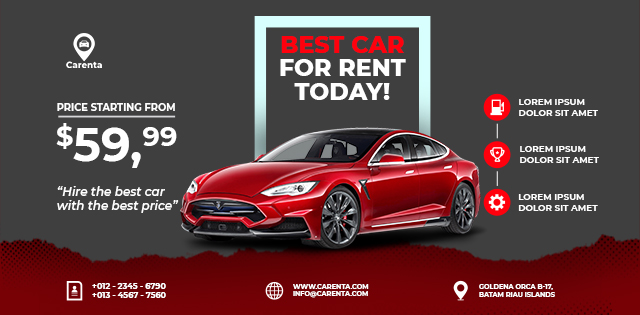 Carenta
BEST CAR
FOR RENT
TODAY!
PRICE STARTING FROM
$59,99
“Hire the best car
with the best price”
LOREM IPSUM
DOLOR SIT AMET
LOREM IPSUM
DOLOR SIT AMET
LOREM IPSUM
DOLOR SIT AMET
+012 - 2345 - 6790
+013 - 4567 - 7560
WWW.CARENTA.COM
INFO@CARENTA.COM
GOLDENA ORCA B-17,
BATAM RIAU ISLANDS